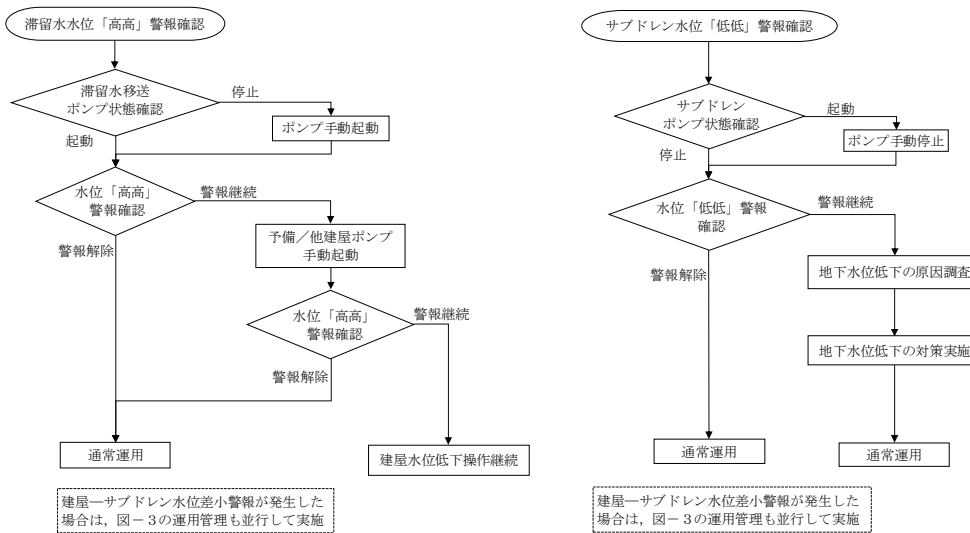 滞留水水位「高高」警報確認
滞留水移送
ポンプ状態確認
停止
ポンプ手動起動
起動
水位「高高」
警報確認
警報継続
予備／他建屋ポンプ
手動起動
警報解除
水位「高高」
警報確認
警報継続
警報解除
通常運用
建屋水位低下操作継続
建屋―サブドレン水位差小警報が発生した
場合は，図－３の運用管理も並行して実施
サブドレン水位「低低」警報確認
サブドレン
ポンプ状態確認
起動
ポンプ手動停止
停止
水位「低低」警報
確認
警報継続
地下水位低下の原因調査
警報解除
地下水位低下の対策実施
通常運用
通常運用
建屋―サブドレン水位差小警報が発生した
場合は，図－３の運用管理も並行して実施